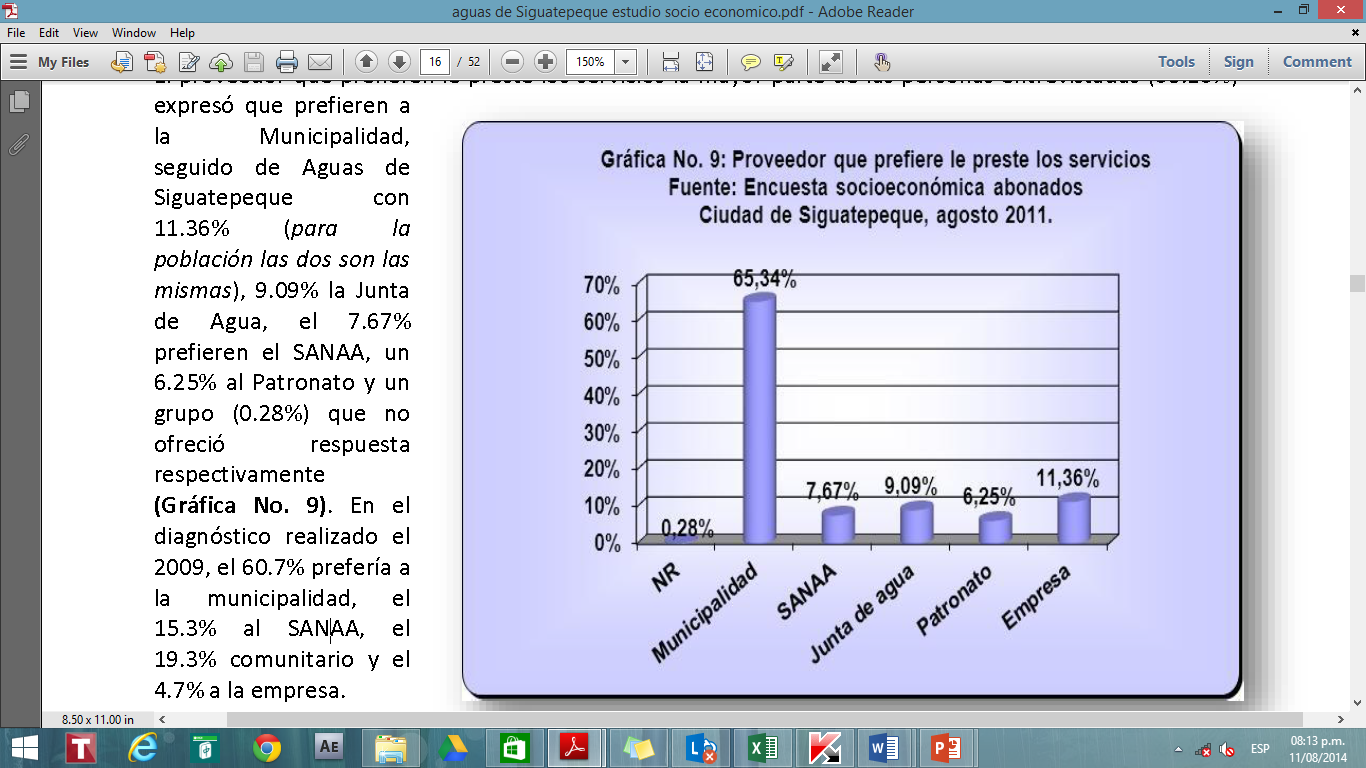 aguas de Siguatepeque estudio socio economico.pdf - Adobe Reader
File Edit View Window Help
My Files
16 / 52
150%
Tools Sign Comment
expresó que prefieren a
la Municipalidad,
seguido de Aguas de
Siguatepeque con
11.36% (para la
población las dos son las
mismas), 9.09% la Junta
de Agua, el 7.67%
prefieren el SANAA, un
6.25% al Patronato y un
grupo (0.28%) que no
ofreció respuesta
respectivamente
(Gráfica No. 9). En el
diagnóstico realizado el
2009, el 60.7% prefería a
la municipalidad, el
15.3% al SANAA, el
19.3% comunitario y el
4.7% a la empresa.
Gráfica No. 9: Proveedor que prefiere le preste los servicios
Fuente: Encuesta socioeconómica abonados
Ciudad de Siguatepeque, agosto 2011.
70%
60%
50%
40%
30%
20%
10%
0%
0,28%
65,34%
7,67%
9,09%
6,25%
11,36%
NR
Municipalidad
SANAA
Junta de agua
Patronato
Empresa
8.50 x 11.00 in
AE
ESP
08:13 p.m.
11/08/2014